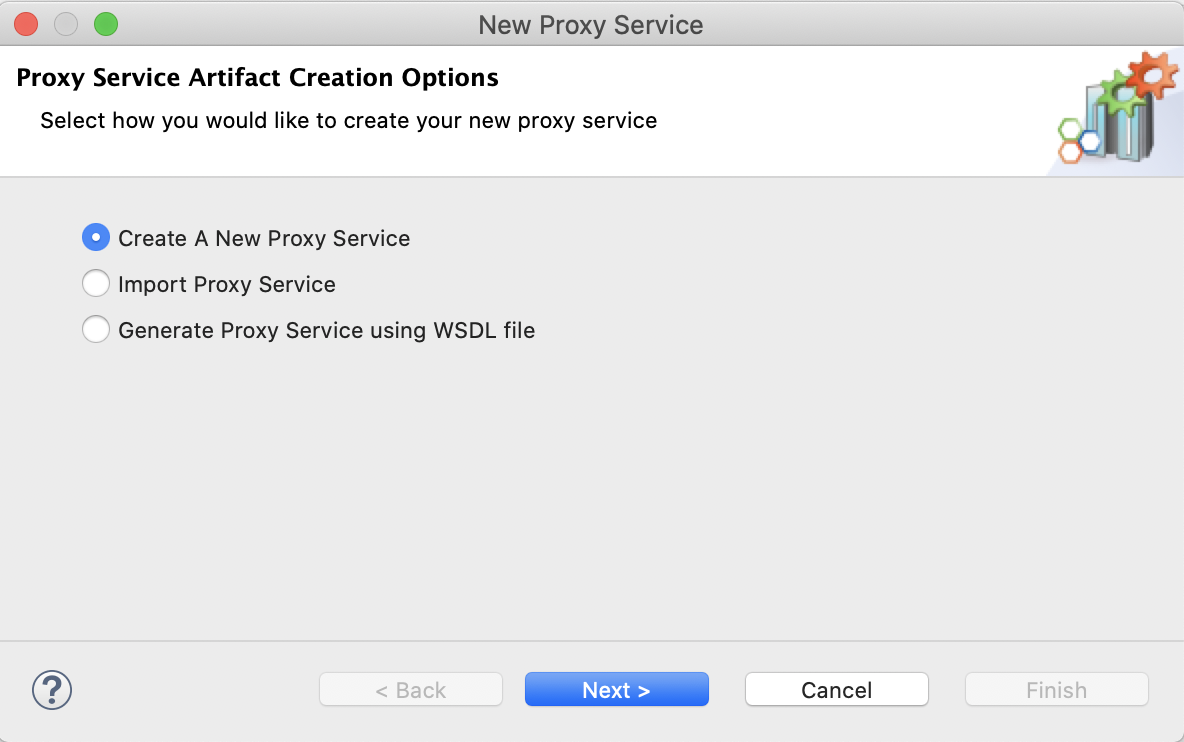 New Proxy Service
Proxy Service Artifact Creation Options
Select how you would like to create your new proxy service
Create A New Proxy Service
Import Proxy Service
Generate Proxy Service using WSDL file
?
< Back
Next >
Cancel
Finish